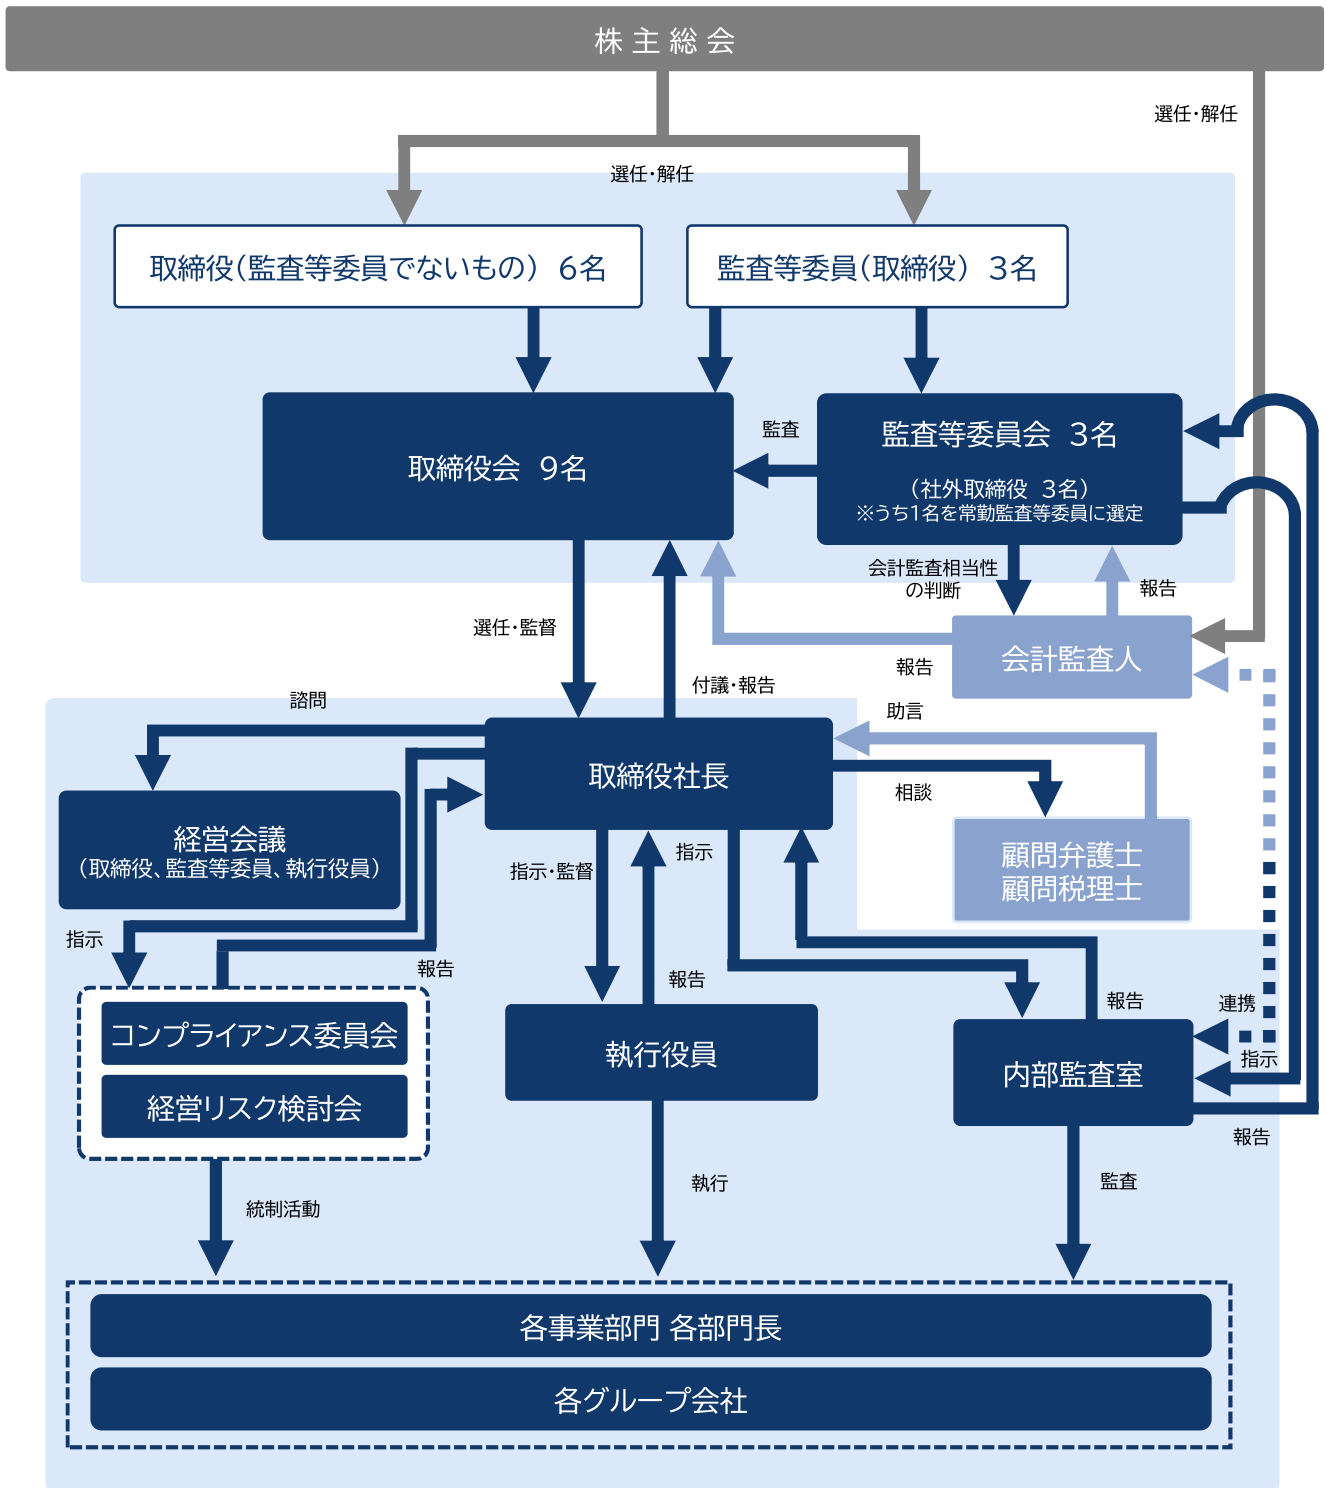 株主総会
選任・解任
選任・解任
取締役（監査等委員でないもの） 6名
監査等委員（取締役） 3名
取締役会 9名
監査
監査等委員会 3名
（社外取締役 3名）
※うち1名を常勤監査等委員に選定
会計監査相当性
の判断
報告
選任・監督
会計監査人
報告
付議・報告
諮問
助言
取締役社長
相談
経営会議
（取締役、監査等委員、執行役員）
指示・監督
指示
顧問弁護士
顧問税理士
指示
報告
報告
報告
連携
コンプライアンス委員会
経営リスク検討会
執行役員
内部監査室
指示
報告
統制活動
執行
監査
各事業部門 各部門長
各グループ会社